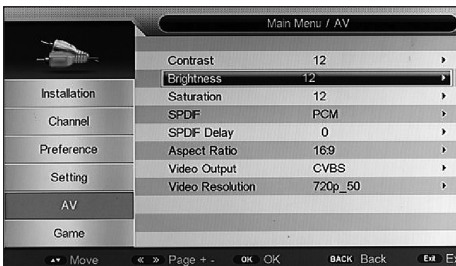 Main Menu / AV
Contrast 12
Brightness 12
Saturation 12
SPDIF PCM
SPDIF Delay 0
Aspect Ratio 16:9
Video Output CVBS
Video Resolution 720p_50
Installation
Channel
Preference
Setting
AV
Game
Move « » Page + - OK OK BACK Back Exit